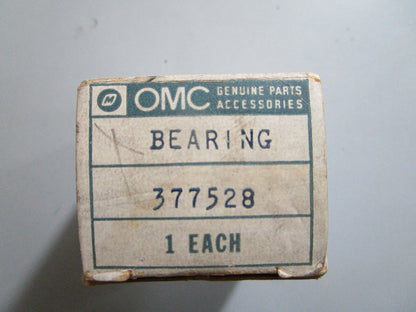 OMC GENUINE PARTS
ACCESSORIES
BEARING
377528
1 EACH